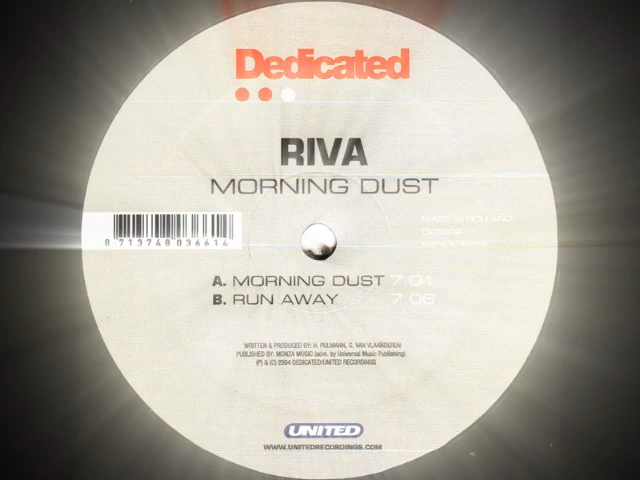 Dedicated
RIVA
MORNING DUST
MADE IN HOLLAND
8 713748 036614
A. MORNING DUST 7:01
B. RUN AWAY 7:06
WRITTEN & PRODUCED BY: H. PIJLMANN, G. VAN VLAANDEREN
PUBLISHED BY: MONZA MUSIC (adm. by Universal Music Publishing)
(P) & (C) 2004 DEDICATED/UNITED RECORDINGS
UNITED
WWW.UNITEDRECORDINGS.COM